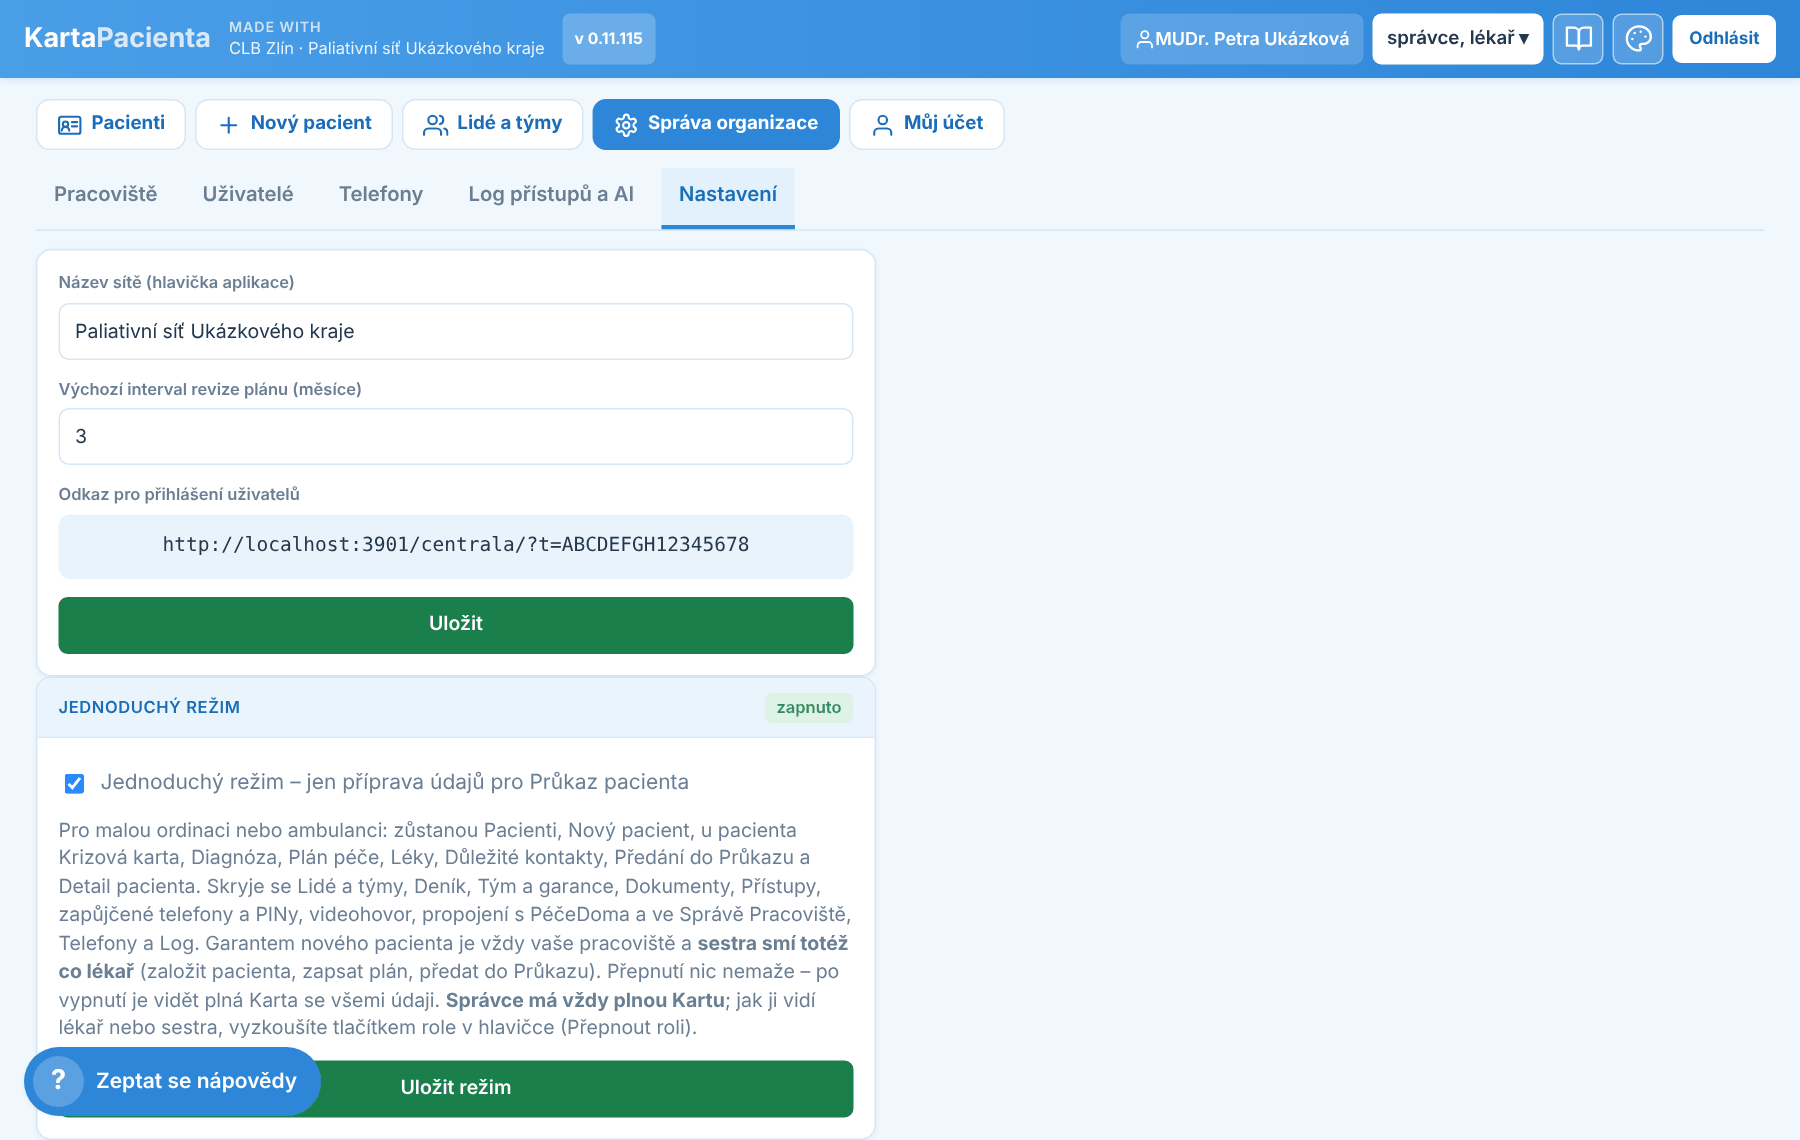 KartaPacienta
MADE WITH
CLB Zlín · Paliativní síť Ukázkového kraje
v 0.11.115
MUDr. Petra Ukázková
správce, lékař ▾
Odhlásit
Pacienti
Nový pacient
Lidé a týmy
Správa organizace
Můj účet
Pracoviště
Uživatelé
Telefony
Log přístupů a AI
Nastavení
Název sítě (hlavička aplikace)
Paliativní síť Ukázkového kraje
Výchozí interval revize plánu (měsíce)
3
Odkaz pro přihlášení uživatelů
http://localhost:3901/centrala/?t=ABCDEFGH12345678
Uložit
JEDNODUCHÝ REŽIM
zapnuto
Jednoduchý režim – jen příprava údajů pro Průkaz pacienta
Pro malou ordinaci nebo ambulanci: zůstanou Pacienti, Nový pacient, u pacienta
Krizová karta, Diagnóza, Plán péče, Léky, Důležité kontakty, Předání do Průkazu a
Detail pacienta. Skryje se Lidé a týmy, Deník, Tým a garance, Dokumenty, Přístupy,
zapůjčené telefony a PINy, videohovor, propojení s PéčeDoma a ve Správě Pracoviště,
Telefony a Log. Garantem nového pacienta je vždy vaše pracoviště a sestra smí totéž
co lékař (založit pacienta, zapsat plán, předat do Průkazu). Přepnutí nic nemaže – po
vypnutí je vidět plná Karta se všemi údaji. Správce má vždy plnou Kartu; jak ji vidí
lékař nebo sestra, vyzkoušíte tlačítkem role v hlavičce (Přepnout roli).
? Zeptat se nápovědy
Uložit režim